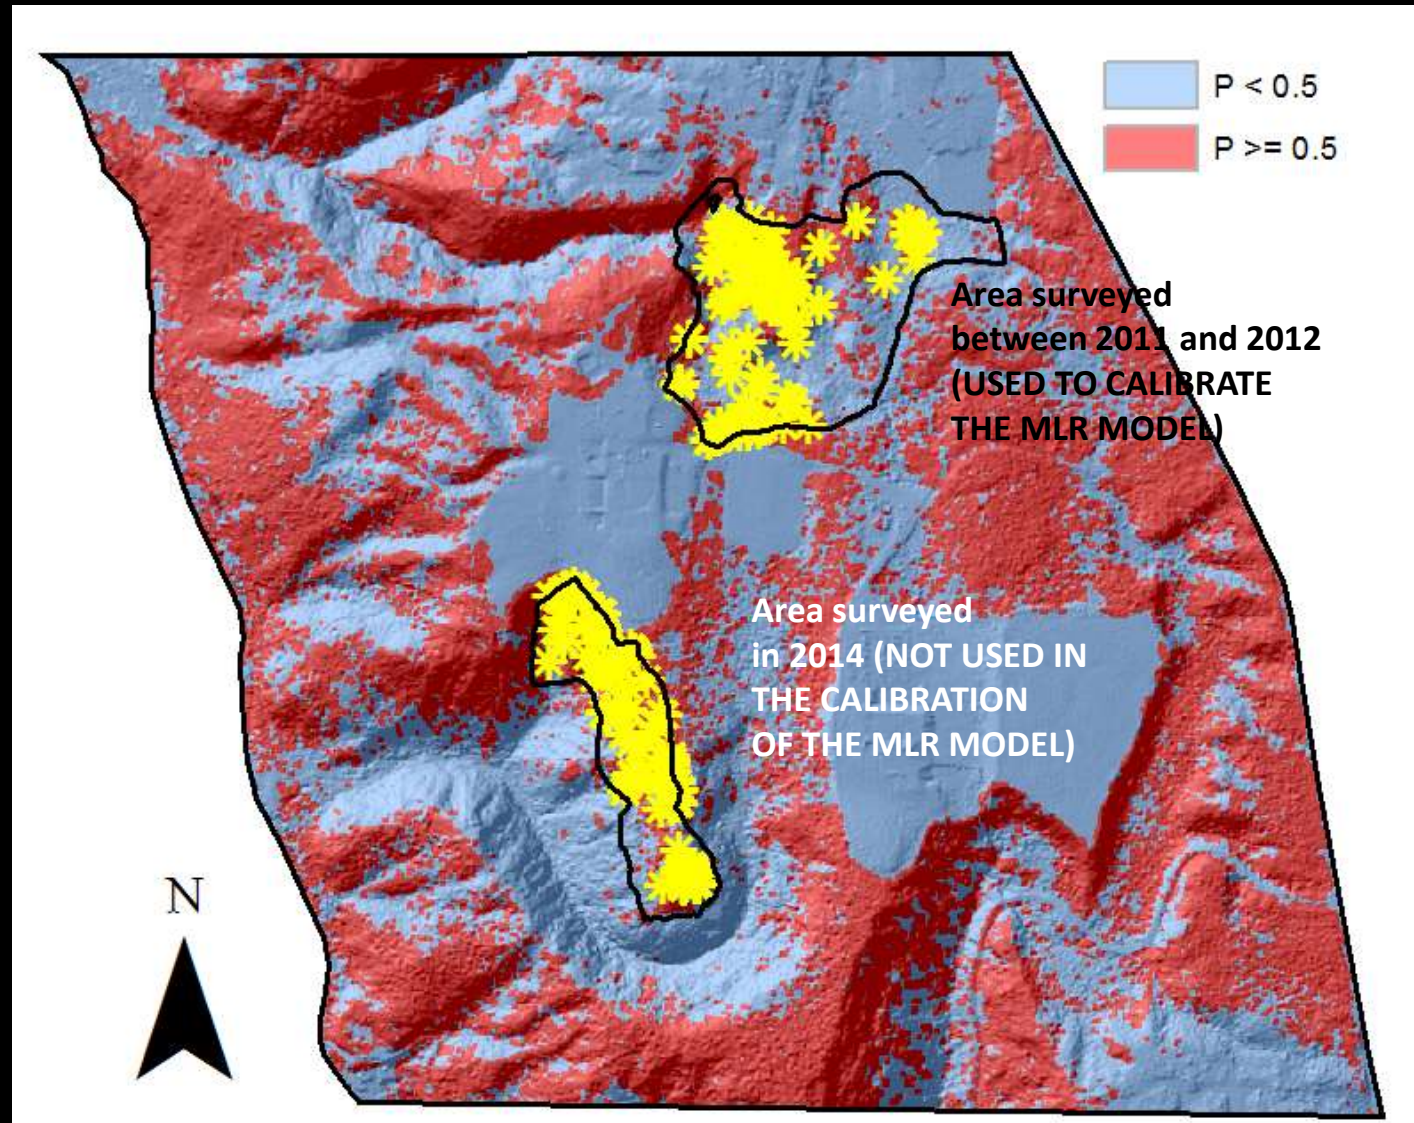 P < 0.5
P >= 0.5
Area surveyed
between 2011 and 2012
(USED TO CALIBRATE
THE MLR MODEL)
Area surveyed
in 2014 (NOT USED IN
THE CALIBRATION
OF THE MLR MODEL)
N